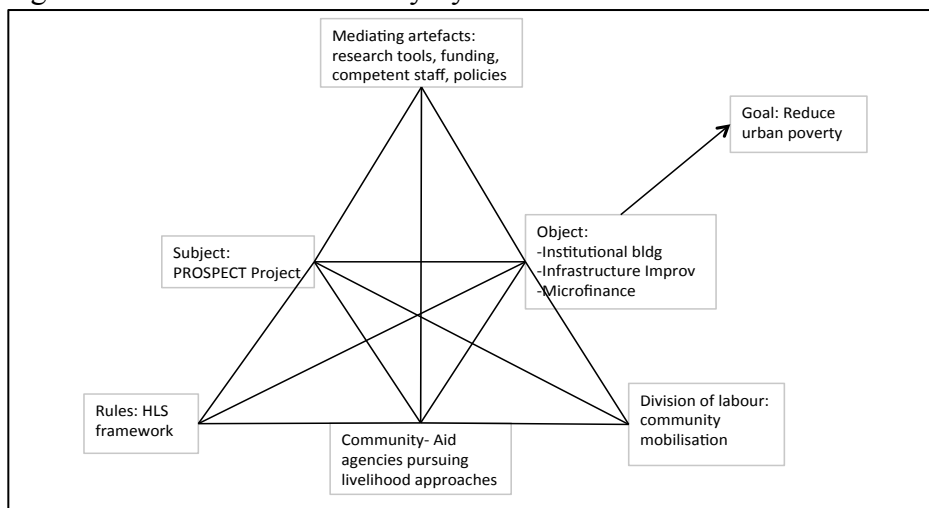 Mediating artefacts:
research tools, funding,
competent staff, policies
Goal: Reduce
urban poverty
Subject:
PROSPECT Project
Object:
-Institutional bldg
-Infrastructure Improv
-Microfinance
Rules: HLS
framework
Community- Aid
agencies pursuing
livelihood approaches
Division of labour:
community
mobilisation